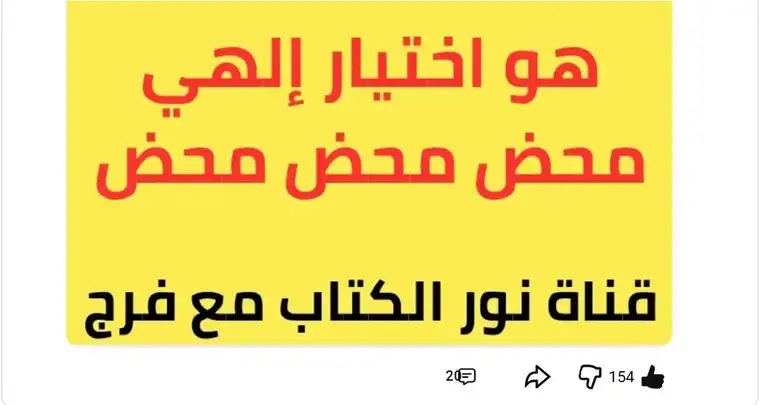 هو اختيار إلهي
محض محض محض
قناة نور الكتاب مع فرج
154
20